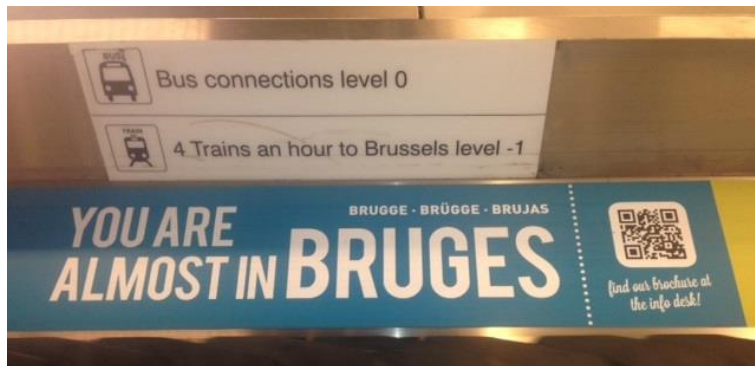 BUS
Bus connections level 0
TRAIN
4 Trains an hour to Brussels level -1
YOU ARE
ALMOST IN
BRUGGE - BRÜGGE - BRUJAS
BRUGES
find our brochure at
the info desk!